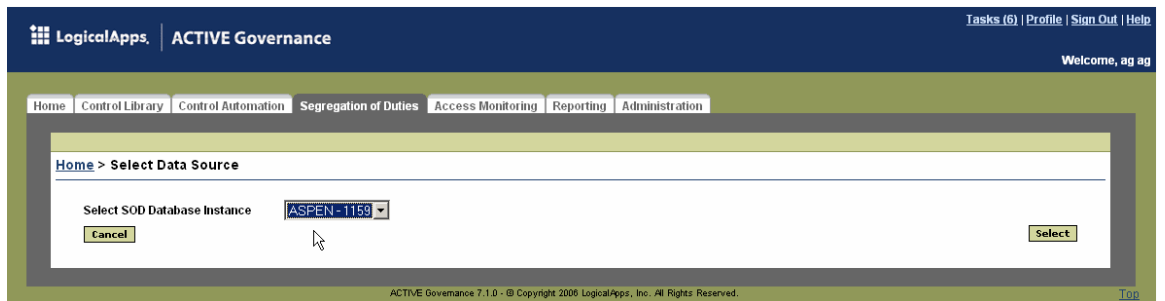 Tasks (6) | Profile | Sign Out | Help
LogicalApps. ACTIVE Governance
Welcome, ag ag
Home Control Library Control Automation Segregation of Duties Access Monitoring Reporting Administration
Home > Select Data Source
Select SOD Database Instance ASPEN - 1159
Cancel Select
ACTIVE Governance 7.1.0 - © Copyright 2006 LogicalApps, Inc. All Rights Reserved. Top